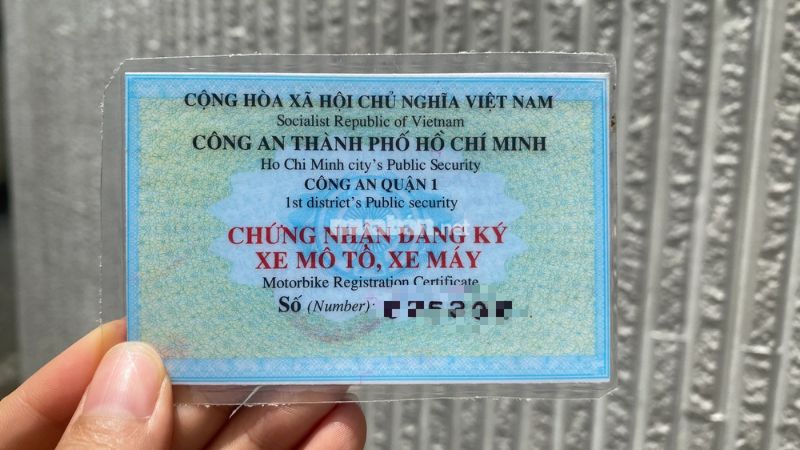 CỘNG HÒA XÃ HỘI CHỦ NGHĨA VIỆT NAM
Socialist Republic of Vietnam
CÔNG AN THÀNH PHỐ HỒ CHÍ MINH
Ho Chi Minh city's Public Security
CÔNG AN QUẬN 1
1st district's Public security
CHỨNG NHẬN ĐĂNG KÝ
XE MÔ TÔ, XE MÁY
Motorbike Registration Certificate
Số (Number):